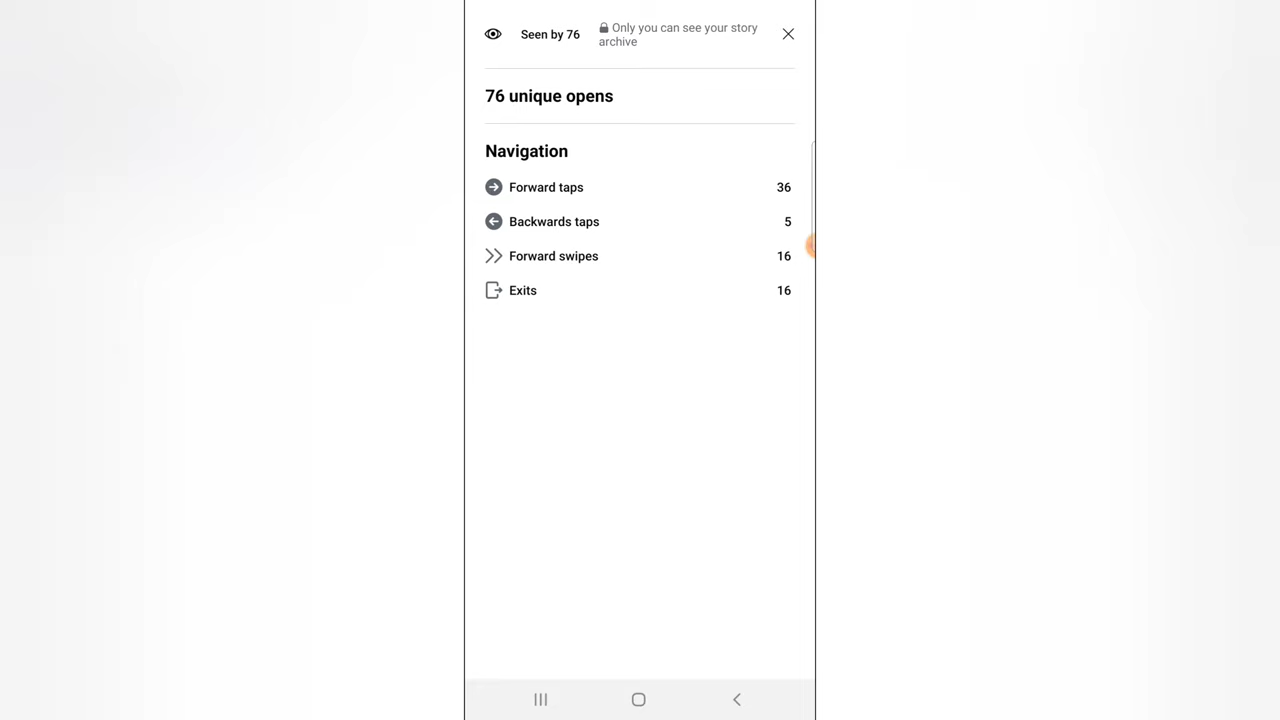 Seen by 76
Only you can see your story
archive
76 unique opens
Navigation
Forward taps 36
Backwards taps 5
Forward swipes 16
Exits 16